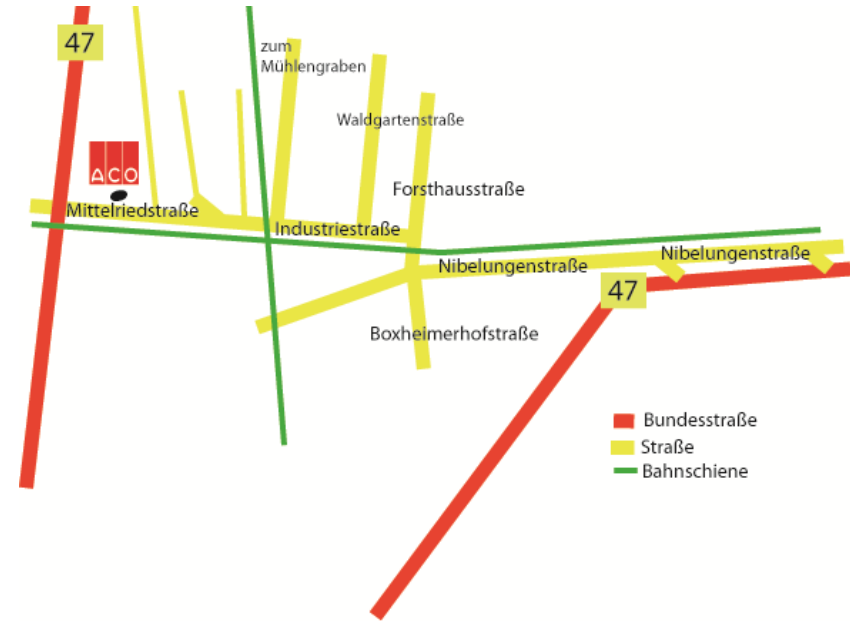 47
zum
Mühlengraben
Waldgartenstraße
ACO
Forsthausstraße
Mittelriedstraße
Industriestraße
Nibelungenstraße
Nibelungenstraße
47
Boxheimerhofstraße
Bundesstraße
Straße
Bahnschiene